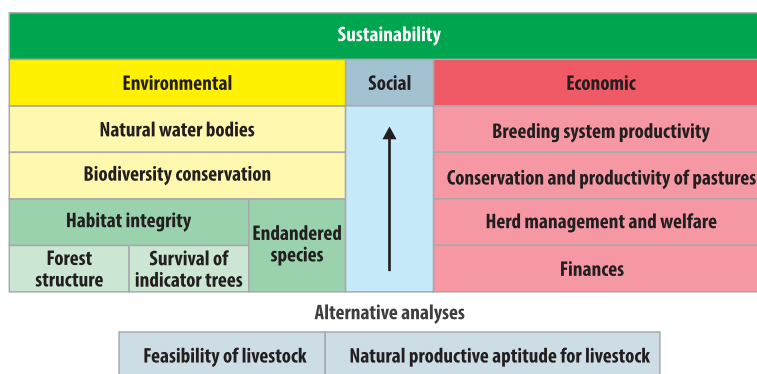 Sustainability
Environmental
Social
Economic
Natural water bodies
Breeding system productivity
Biodiversity conservation
Conservation and productivity of pastures
Habitat integrity
Endandered
species
Herd management and welfare
Forest
structure
Survival of
indicator trees
Finances
Alternative analyses
Feasibility of livestock
Natural productive aptitude for livestock